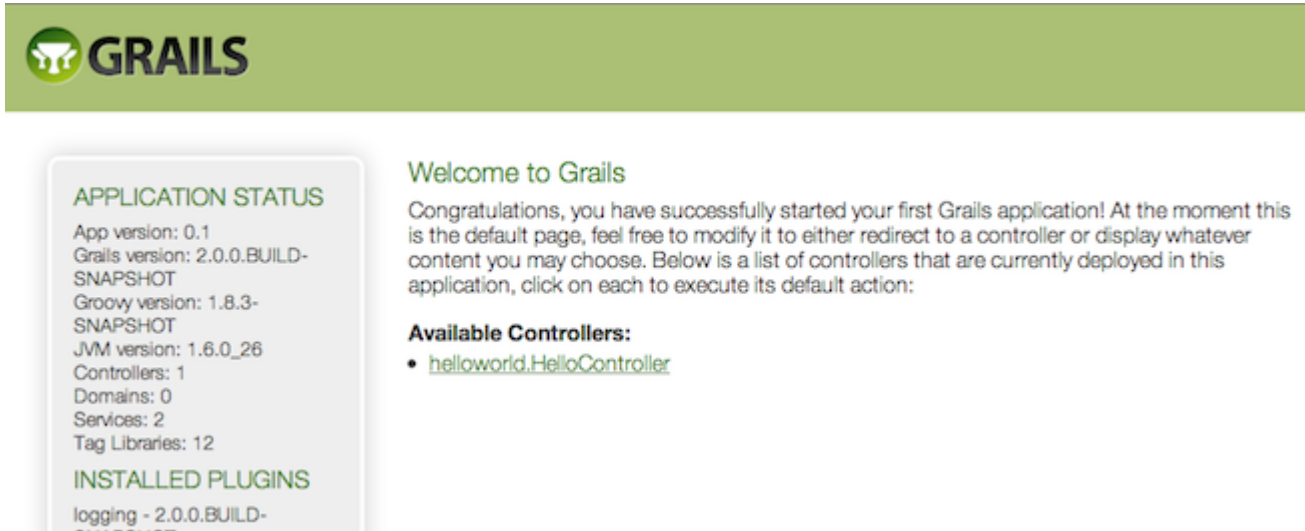 GRAILS
APPLICATION STATUS
App version: 0.1
Grails version: 2.0.0.BUILD-
SNAPSHOT
Groovy version: 1.8.3-
SNAPSHOT
JVM version: 1.6.0_26
Controllers: 1
Domains: 0
Services: 2
Tag Libraries: 12
INSTALLED PLUGINS
logging - 2.0.0.BUILD-
Welcome to Grails
Congratulations, you have successfully started your first Grails application! At the moment this
is the default page, feel free to modify it to either redirect to a controller or display whatever
content you may choose. Below is a list of controllers that are currently deployed in this
application, click on each to execute its default action:
Available Controllers:
• helloworld.HelloController